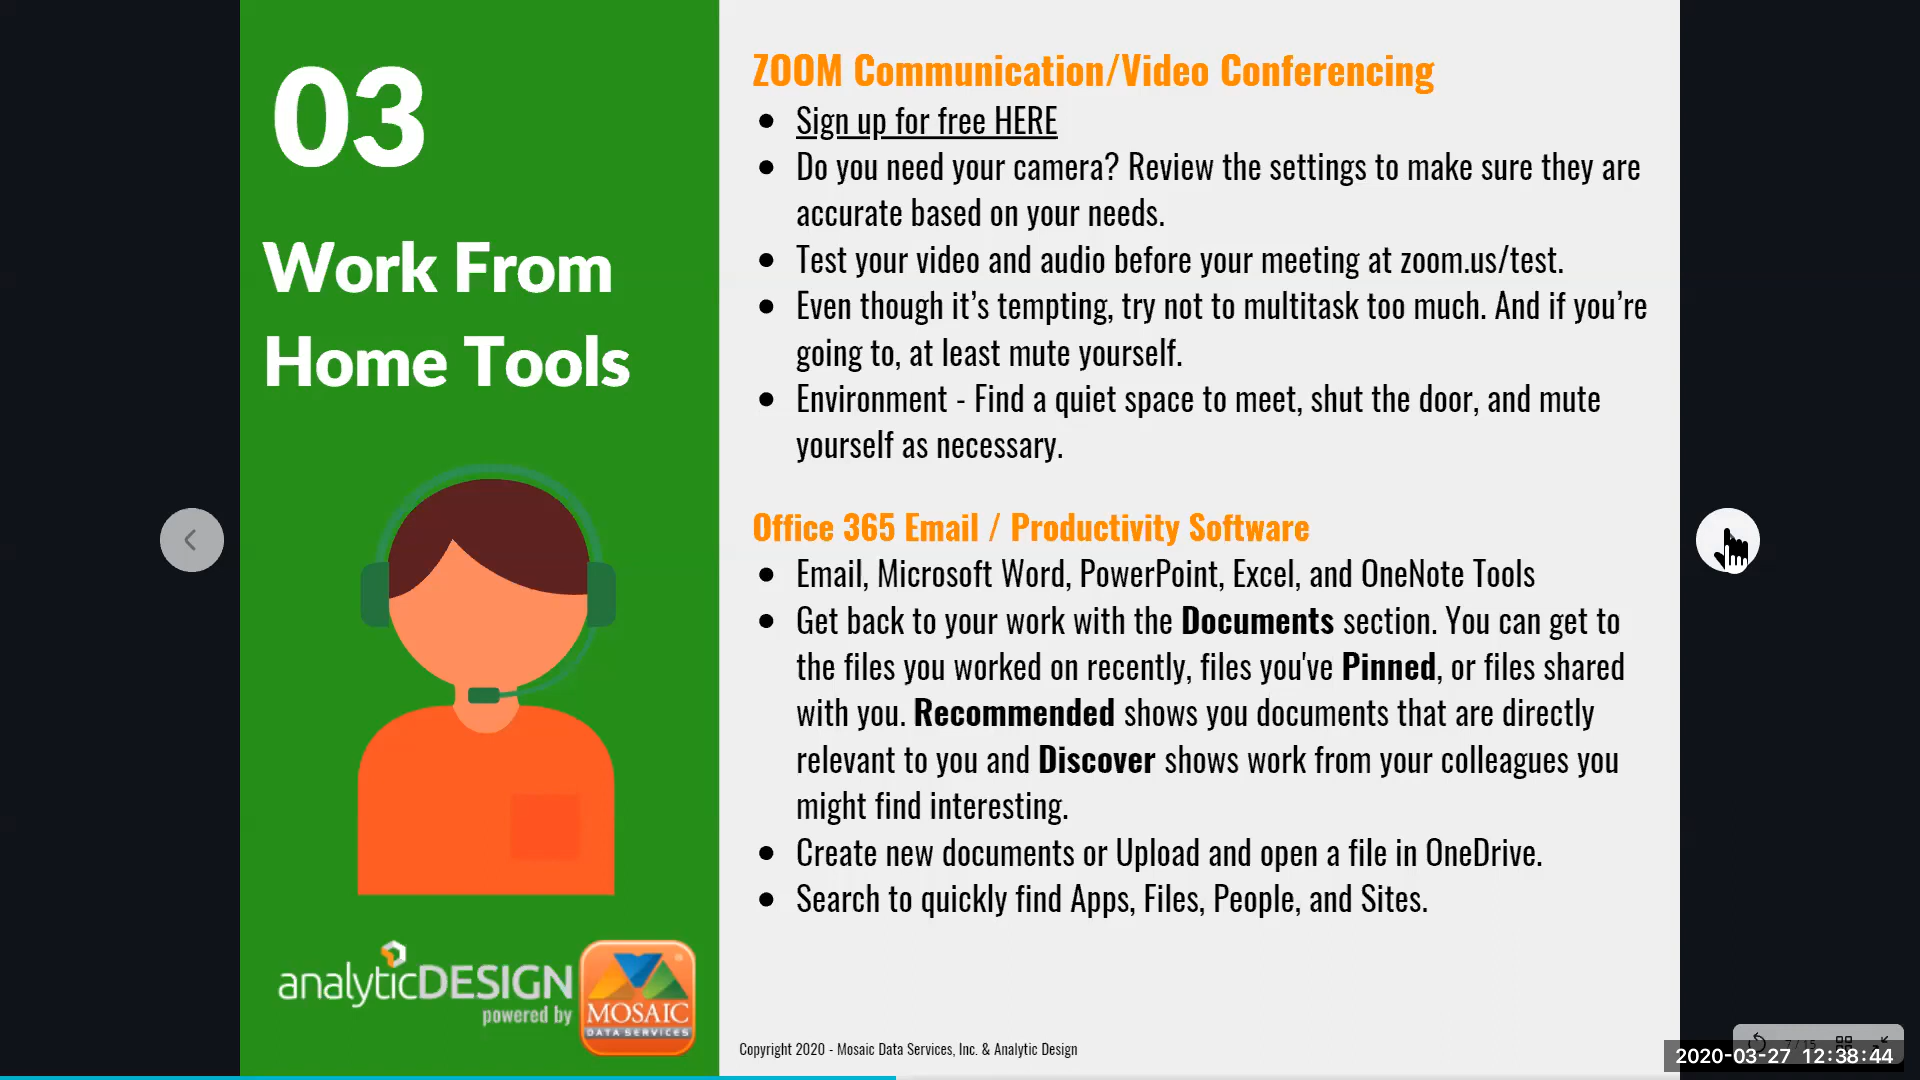 03
Work From
Home Tools
analyticDESIGN
powered by
MOSAIC
DATA SERVICES
ZOOM Communication/Video Conferencing
Sign up for free HERE
Do you need your camera? Review the settings to make sure they are
accurate based on your needs.
Test your video and audio before your meeting at zoom.us/test.
Even though it’s tempting, try not to multitask too much. And if you’re
going to, at least mute yourself.
Environment - Find a quiet space to meet, shut the door, and mute
yourself as necessary.
Office 365 Email / Productivity Software
Email, Microsoft Word, PowerPoint, Excel, and OneNote Tools
Get back to your work with the Documents section. You can get to
the files you worked on recently, files you've Pinned, or files shared
with you. Recommended shows you documents that are directly
relevant to you and Discover shows work from your colleagues you
might find interesting.
Create new documents or Upload and open a file in OneDrive.
Search to quickly find Apps, Files, People, and Sites.
Copyright 2020 - Mosaic Data Services, Inc. & Analytic Design
7 / 15
2020-03-27 12:38:44